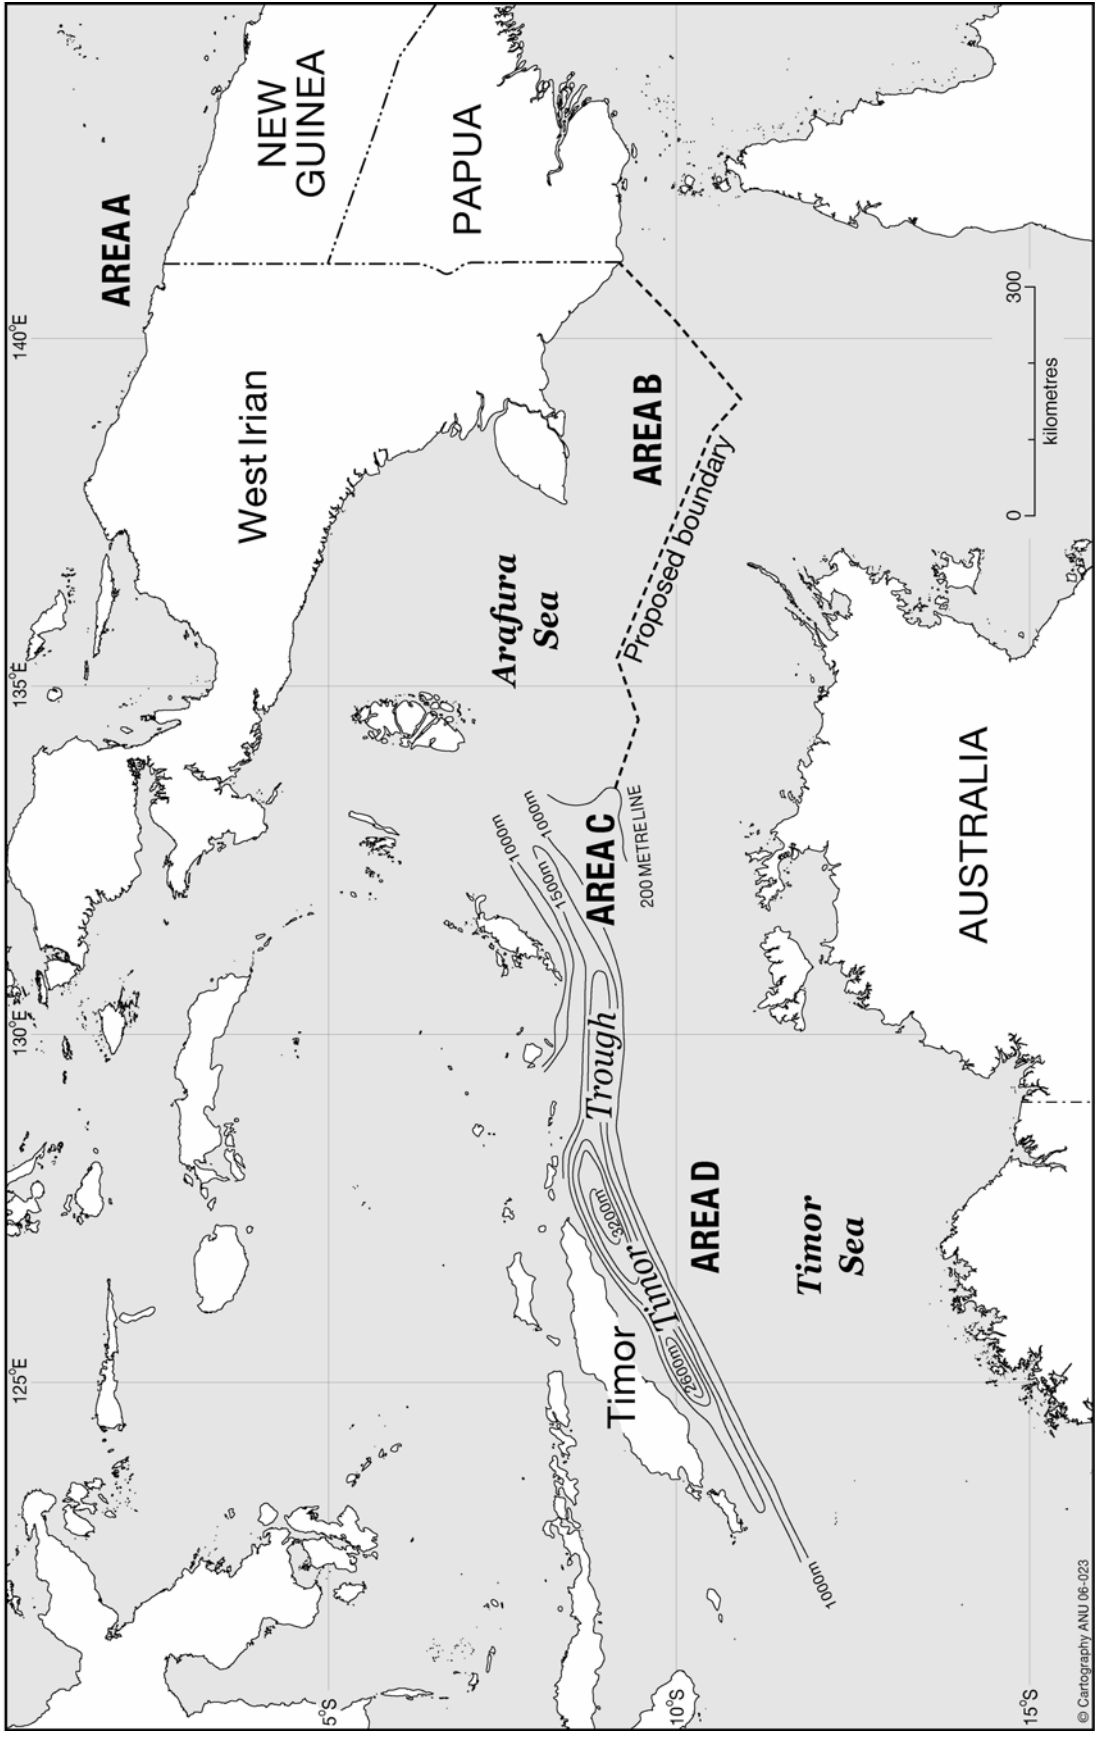 125°E
130°E
135°E
140°E
AREA A
NEW
GUINEA
West Irian
PAPUA
5°S
Arafura
Sea
1000m
1000m
1500m
AREA C
AREA B
200 METRE LINE
Proposed boundary
Trough
3200m
Timor
Timor
2600m
10°S
AREA D
1000m
Timor
Sea
AUSTRALIA
0
300
kilometres
15°S
© Cartography ANU 06-023